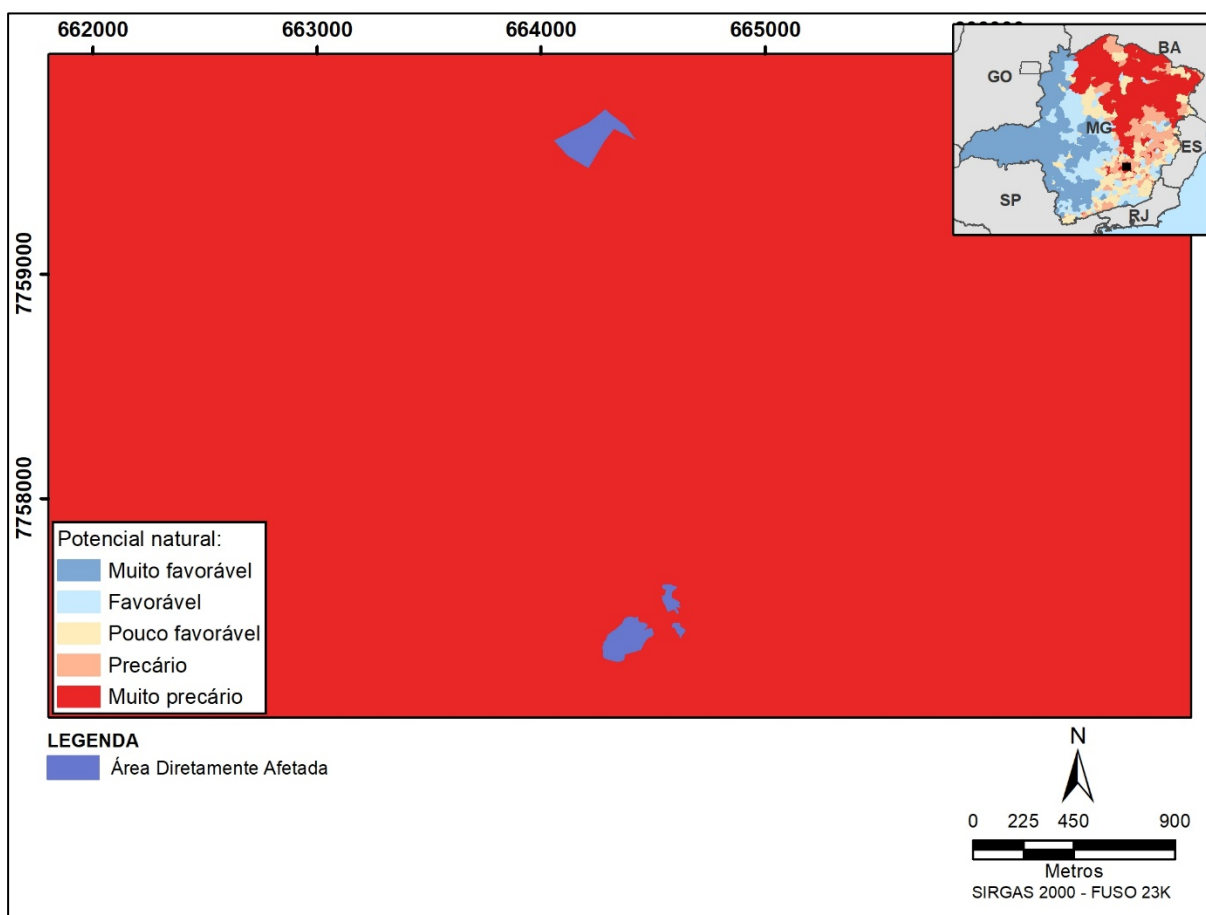 662000 663000 664000 665000
BA
GO
MG
ES
SP
RJ
7759000
7758000
Potencial natural:
Muito favorável
Favorável
Pouco favorável
Precário
Muito precário
LEGENDA
Área Diretamente Afetada
N
0 225 450 900
Metros
SIRGAS 2000 - FUSO 23K